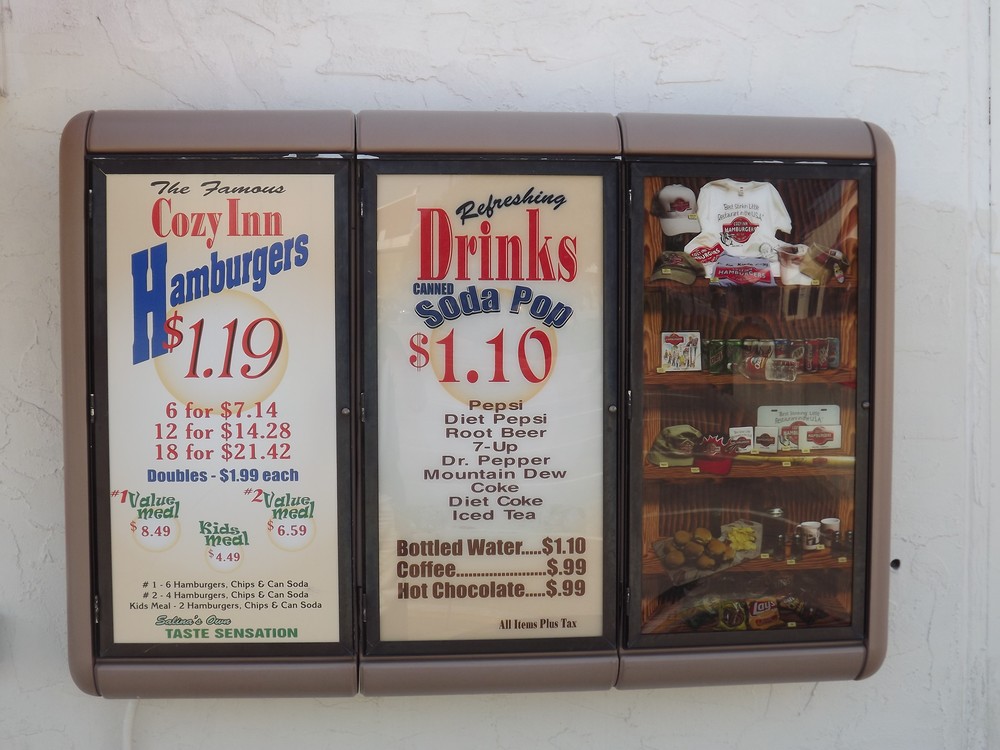 The Famous
Cozy Inn
Hamburgers
$1.19
6 for $7.14
12 for $14.28
18 for $21.42
Doubles - $1.99 each
#1 Value meal
$8.49
#2 Value meal
$6.59
Kids meal
$4.49
# 1 - 6 Hamburgers, Chips & Can Soda
# 2 - 4 Hamburgers, Chips & Can Soda
Kids Meal - 2 Hamburgers, Chips & Can Soda
Salina's Own
TASTE SENSATION
Refreshing
Drinks
CANNED
Soda Pop
$1.10
Pepsi
Diet Pepsi
Root Beer
7-Up
Dr. Pepper
Mountain Dew
Coke
Diet Coke
Iced Tea
Bottled Water.....$1.10
Coffee......................$.99
Hot Chocolate.....$.99
All Items Plus Tax
COZY INN
HAMBURGERS
HAMBURGERS
Lay's